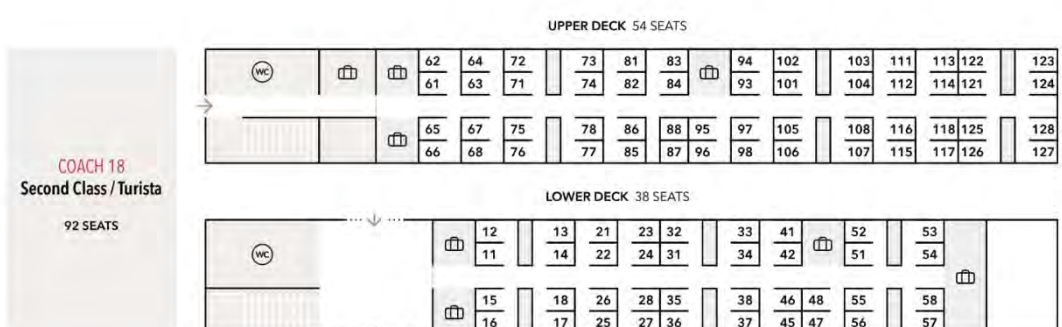 UPPER DECK 54 SEATS
WC 62 64 72 73 81 83 94 102 103 111 113 122 123
61 63 71 74 82 84 93 101 104 112 114 121 124
65 67 75 78 86 88 95 97 105 108 116 118 125 128
66 68 76 77 85 87 96 98 106 107 115 117 126 127
COACH 18
Second Class / Turista
92 SEATS
LOWER DECK 38 SEATS
12 13 21 23 32 33 41 52 53
WC 11 14 22 24 31 34 42 51 54
15 18 26 28 35 38 46 48 55 58
16 17 25 27 36 37 45 47 56 57